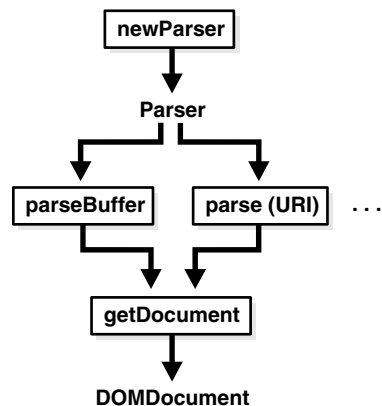 newParser
Parser
parseBuffer
parse (URI) ...
getDocument
DOMDocument